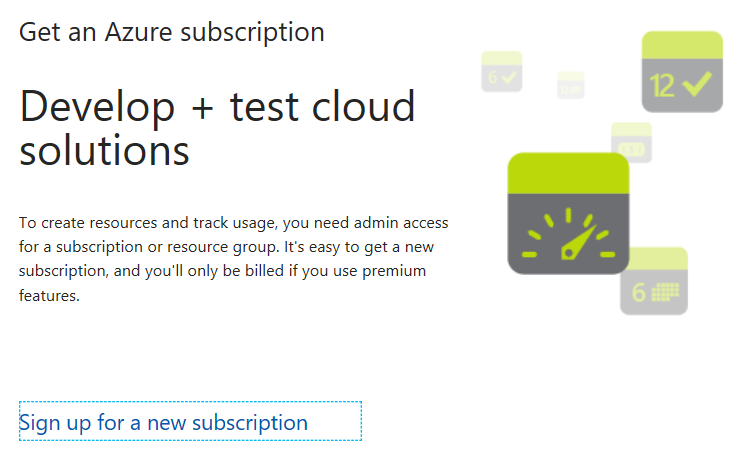 Get an Azure subscription
Develop + test cloud
solutions
To create resources and track usage, you need admin access
for a subscription or resource group. It's easy to get a new
subscription, and you'll only be billed if you use premium
features.
Sign up for a new subscription
6
12
6